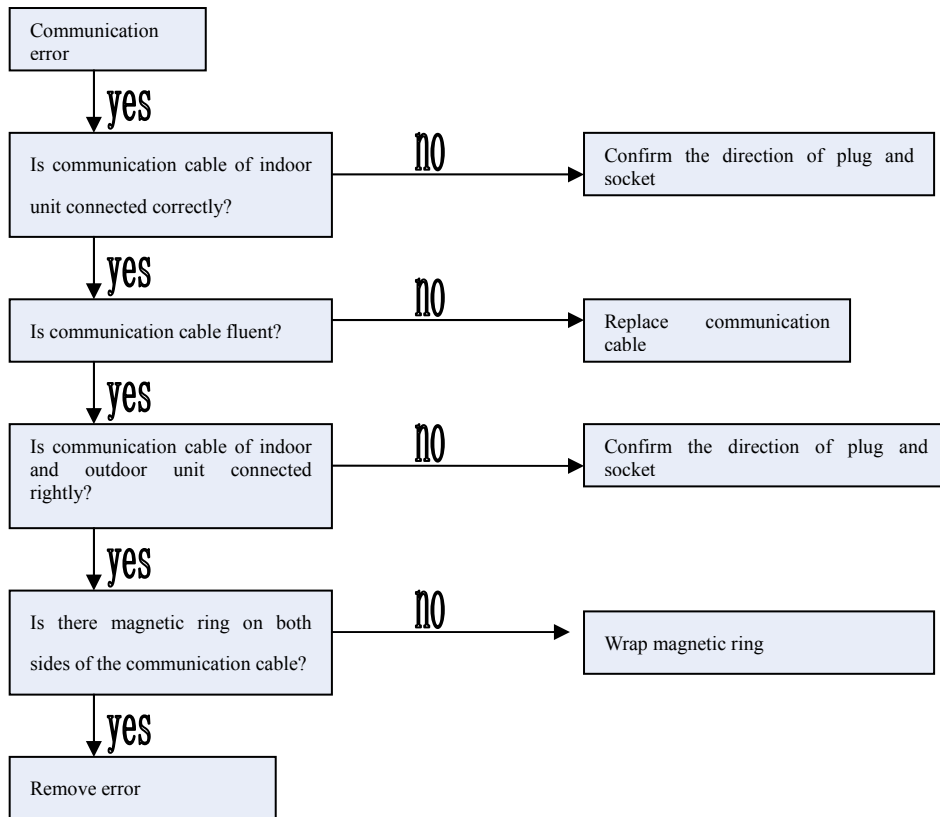 Communication
error
yes
Is communication cable of indoor
unit connected correctly?
no
Confirm the direction of plug and
socket
yes
Is communication cable fluent?
no
Replace communication
cable
yes
Is communication cable of indoor
and outdoor unit connected
rightly?
no
Confirm the direction of plug and
socket
yes
Is there magnetic ring on both
sides of the communication cable?
no
Wrap magnetic ring
yes
Remove error